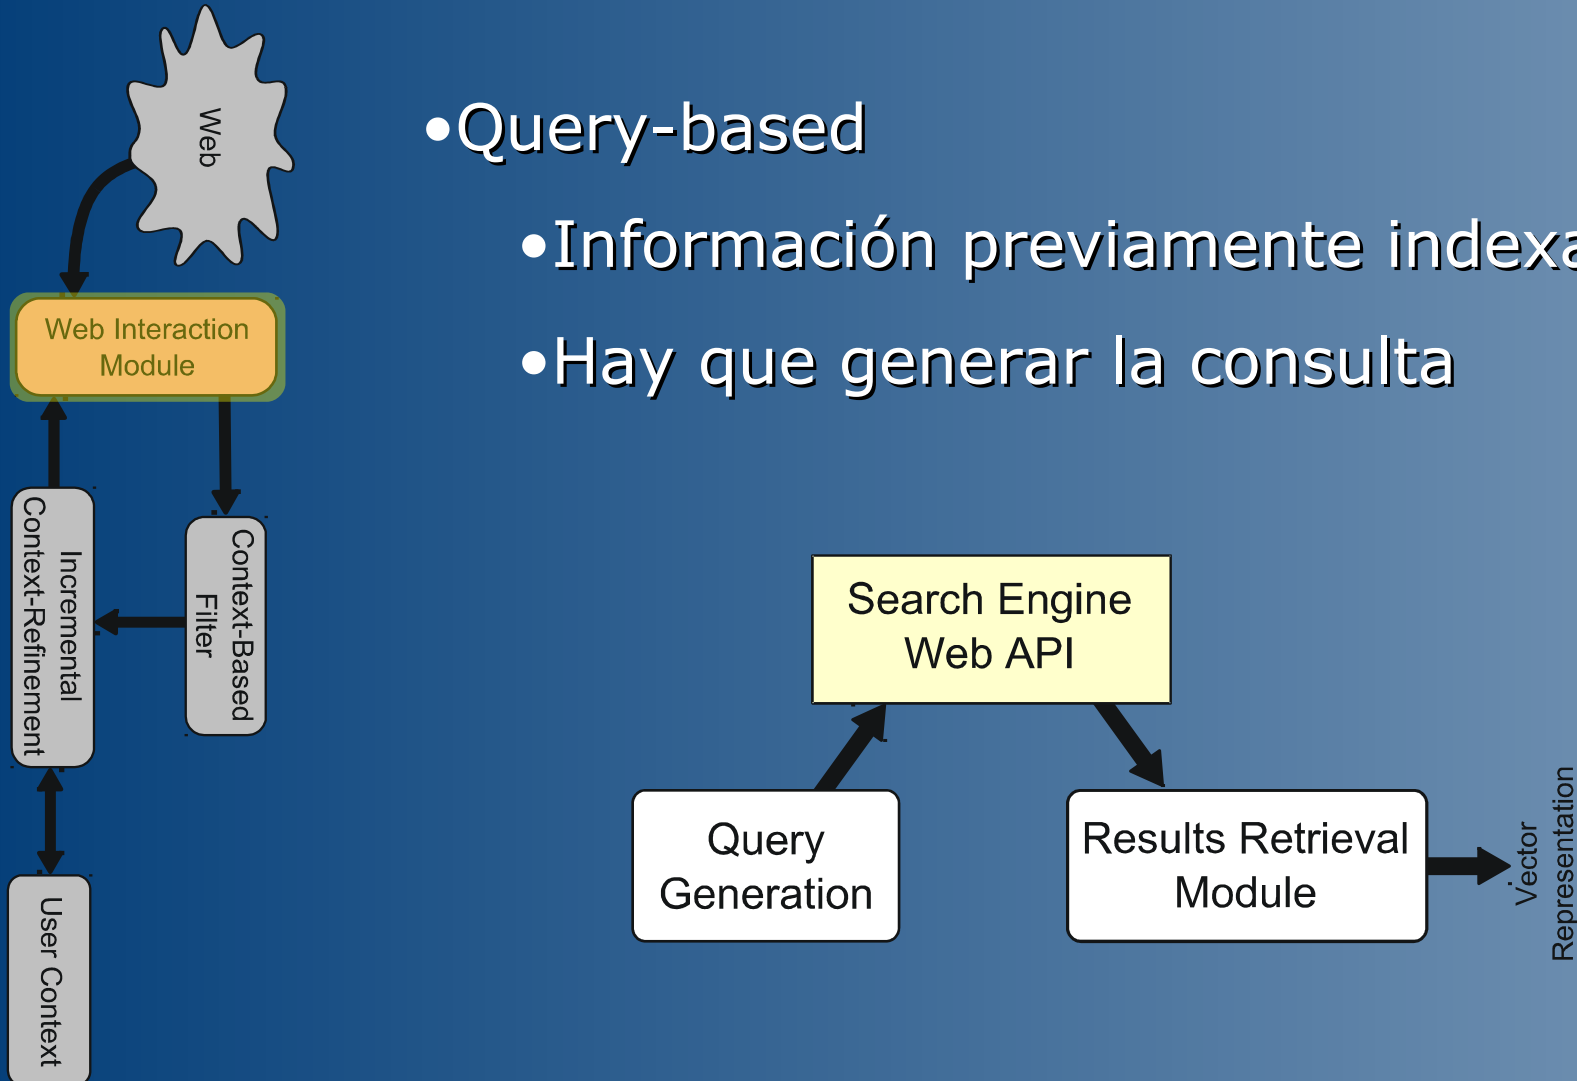 Web
Web Interaction
Module
Incremental
Context-Refinement
Context-Based
Filter
User Context
•Query-based
•Información previamente
•Hay que generar la consulta
Search Engine
Web API
Query
Generation
Results Retrieval
Module
Vector
Representation